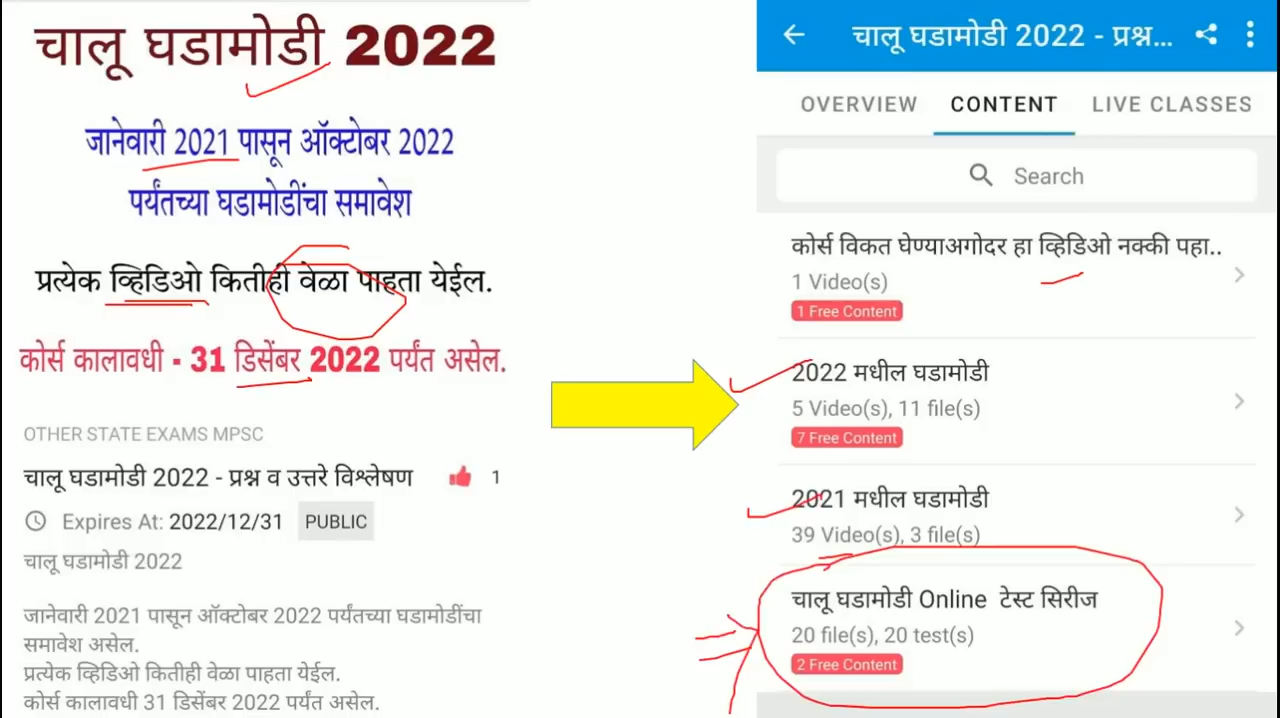 चालू घडामोडी 2022
जानेवारी 2021 पासून ऑक्टोबर 2022
पर्यंतच्या घडामोडींचा समावेश
प्रत्येक व्हिडिओ कितीही वेळा पाहता येईल.
कोर्स कालावधी - 31 डिसेंबर 2022 पर्यंत असेल.
OTHER STATE EXAMS MPSC
चालू घडामोडी 2022 - प्रश्न व उत्तरे विश्लेषण 1
Expires At: 2022/12/31 PUBLIC
चालू घडामोडी 2022
जानेवारी 2021 पासून ऑक्टोबर 2022 पर्यंतच्या घडामोडींचा
समावेश असेल.
प्रत्येक व्हिडिओ कितीही वेळा पाहता येईल.
कोर्स कालावधी 31 डिसेंबर 2022 पर्यंत असेल.
चालू घडामोडी 2022 - प्रश्न...
OVERVIEW CONTENT LIVE CLASSES
Search
कोर्स विकत घेण्याअगोदर हा व्हिडिओ नक्की पहा..
1 Video(s)
1 Free Content
2022 मधील घडामोडी
5 Video(s), 11 file(s)
7 Free Content
2021 मधील घडामोडी
39 Video(s), 3 file(s)
चालू घडामोडी Online टेस्ट सिरीज
20 file(s), 20 test(s)
2 Free Content